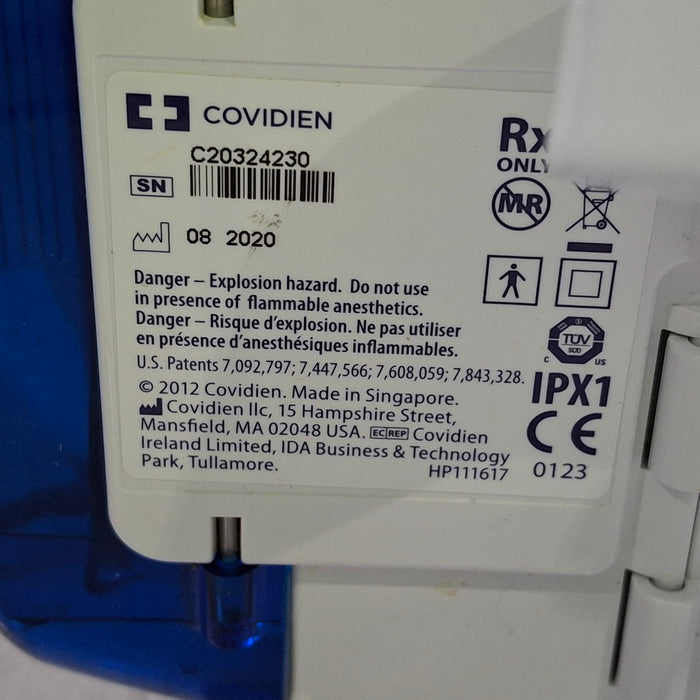 COVIDIEN
C20324230
SN
08 2020
Rx
ONLY
MR
Danger – Explosion hazard. Do not use
in presence of flammable anesthetics.
Danger – Risque d'explosion. Ne pas utiliser
en présence d'anesthésiques inflammables.
U.S. Patents 7,092,797; 7,447,566; 7,608,059; 7,843,328.
© 2012 Covidien. Made in Singapore.
Covidien llc, 15 Hampshire Street,
Mansfield, MA 02048 USA. EC REP Covidien
Ireland Limited, IDA Business & Technology
Park, Tullamore.
HP111617
TÜV
SÜD
C US
IPX1
CE
0123